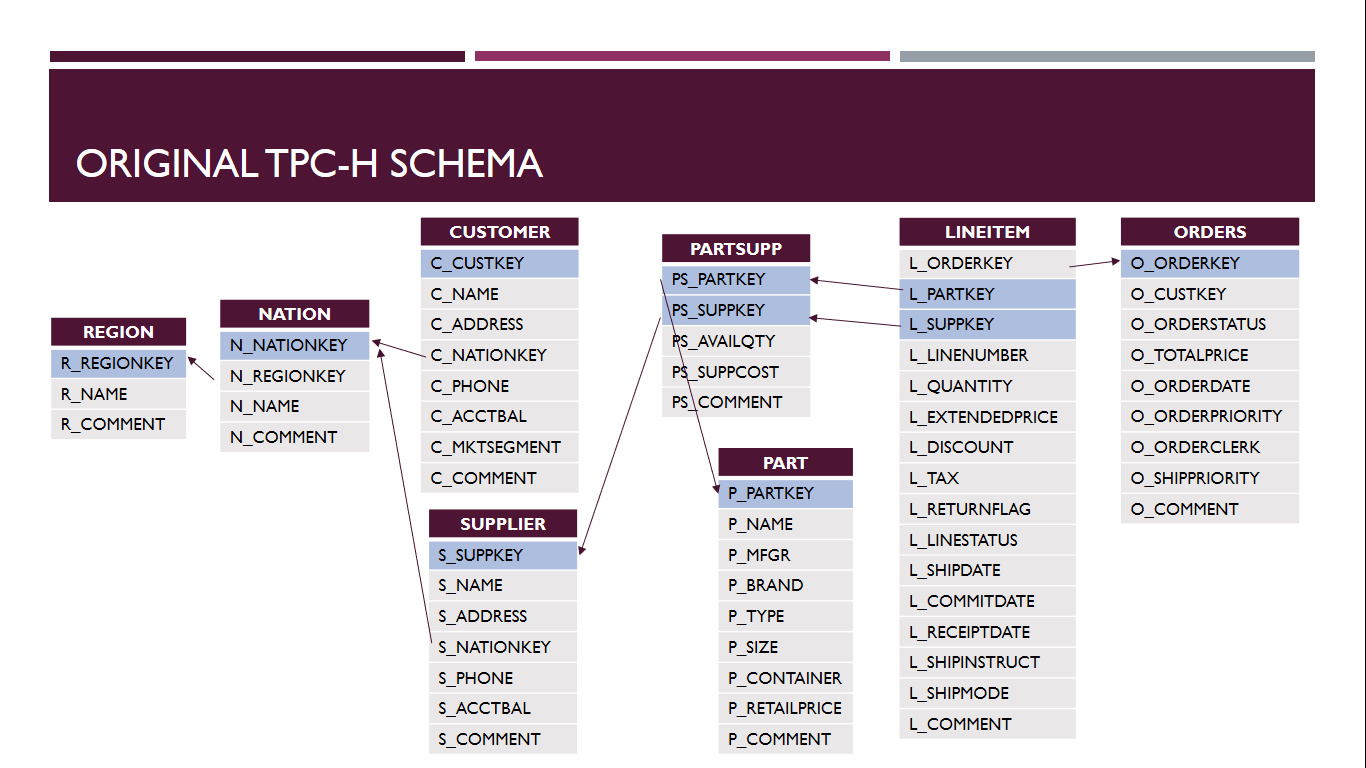 ORIGINAL TPC-H SCHEMA
REGION
R_REGIONKEY
R_NAME
R_COMMENT
NATION
N_NATIONKEY
N_REGIONKEY
N_NAME
N_COMMENT
CUSTOMER
C_CUSTKEY
C_NAME
C_ADDRESS
C_NATIONKEY
C_PHONE
C_ACCTBAL
C_MKTSEGMENT
C_COMMENT
SUPPLIER
S_SUPPKEY
S_NAME
S_ADDRESS
S_NATIONKEY
S_PHONE
S_ACCTBAL
S_COMMENT
PARTSUPP
PS_PARTKEY
PS_SUPPKEY
PS_AVAILQTY
PS_SUPPCOST
PS_COMMENT
PART
P_PARTKEY
P_NAME
P_MFGR
P_BRAND
P_TYPE
P_SIZE
P_CONTAINER
P_RETAILPRICE
P_COMMENT
LINEITEM
L_ORDERKEY
L_PARTKEY
L_SUPPKEY
L_LINENUMBER
L_QUANTITY
L_EXTENDEDPRICE
L_DISCOUNT
L_TAX
L_RETURNFLAG
L_LINESTATUS
L_SHIPDATE
L_COMMITDATE
L_RECEIPTDATE
L_SHIPINSTRUCT
L_SHIPMODE
L_COMMENT
ORDERS
O_ORDERKEY
O_CUSTKEY
O_ORDERSTATUS
O_TOTALPRICE
O_ORDERDATE
O_ORDERPRIORITY
O_ORDERCLERK
O_SHIPPRIORITY
O_COMMENT